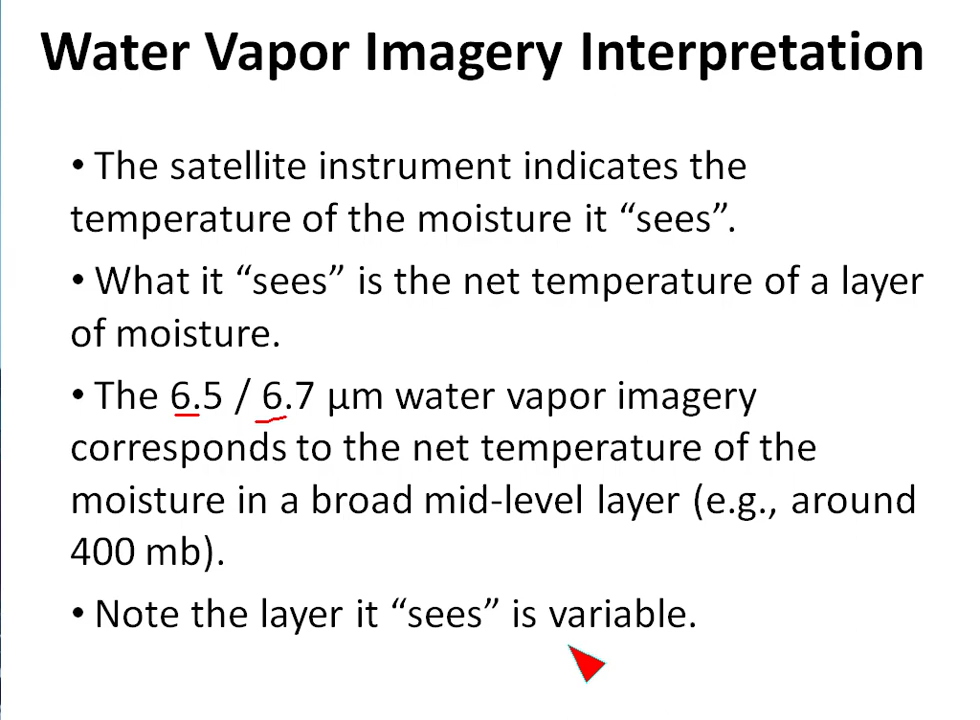 Water Vapor Imagery Interpretation
• The satellite instrument indicates the
temperature of the moisture it “sees”.
• What it “sees” is the net temperature of a layer
of moisture.
• The 6.5 / 6.7 µm water vapor imagery
corresponds to the net temperature of the
moisture in a broad mid-level layer (e.g., around
400 mb).
• Note the layer it “sees” is variable.